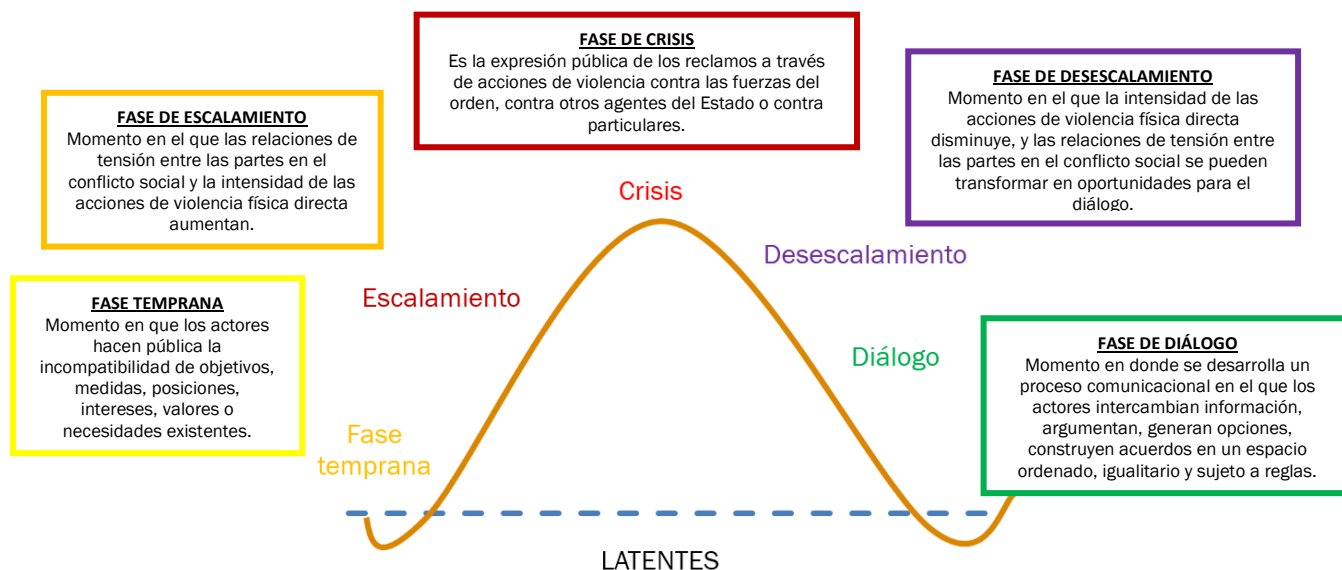 FASE DE CRISIS
Es la expresión pública de los reclamos a través
de acciones de violencia contra las fuerzas del
orden, contra otros agentes del Estado o contra
particulares.
FASE DE ESCALAMIENTO
Momento en el que las relaciones de
tensión entre las partes en el
conflicto social y la intensidad de las
acciones de violencia física directa
aumentan.
FASE DE DESESCALAMIENTO
Momento en el que la intensidad de las
acciones de violencia física directa
disminuye, y las relaciones de tensión entre
las partes en el conflicto social se pueden
transformar en oportunidades para el
diálogo.
Crisis
Desescalamiento
Escalamiento
FASE TEMPRANA
Momento en que los actores
hacen pública la
incompatibilidad de objetivos,
medidas, posiciones,
intereses, valores o
necesidades existentes.
Diálogo
FASE DE DIÁLOGO
Momento en donde se desarrolla un
proceso comunicacional en el que los
actores intercambian información,
argumentan, generan opciones,
construyen acuerdos en un espacio
ordenado, igualitario y sujeto a reglas.
Fase
temprana
LATENTES